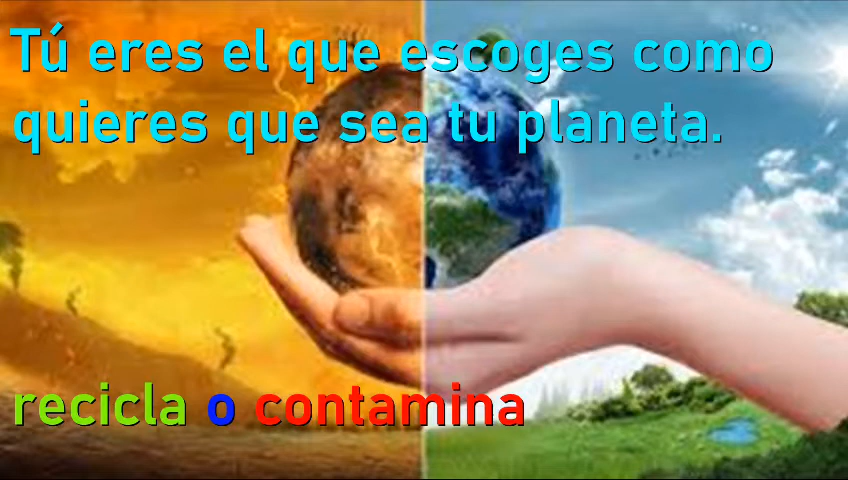 Tú eres el que escoges como
quieres que sea tu planeta.
recicla o contamina